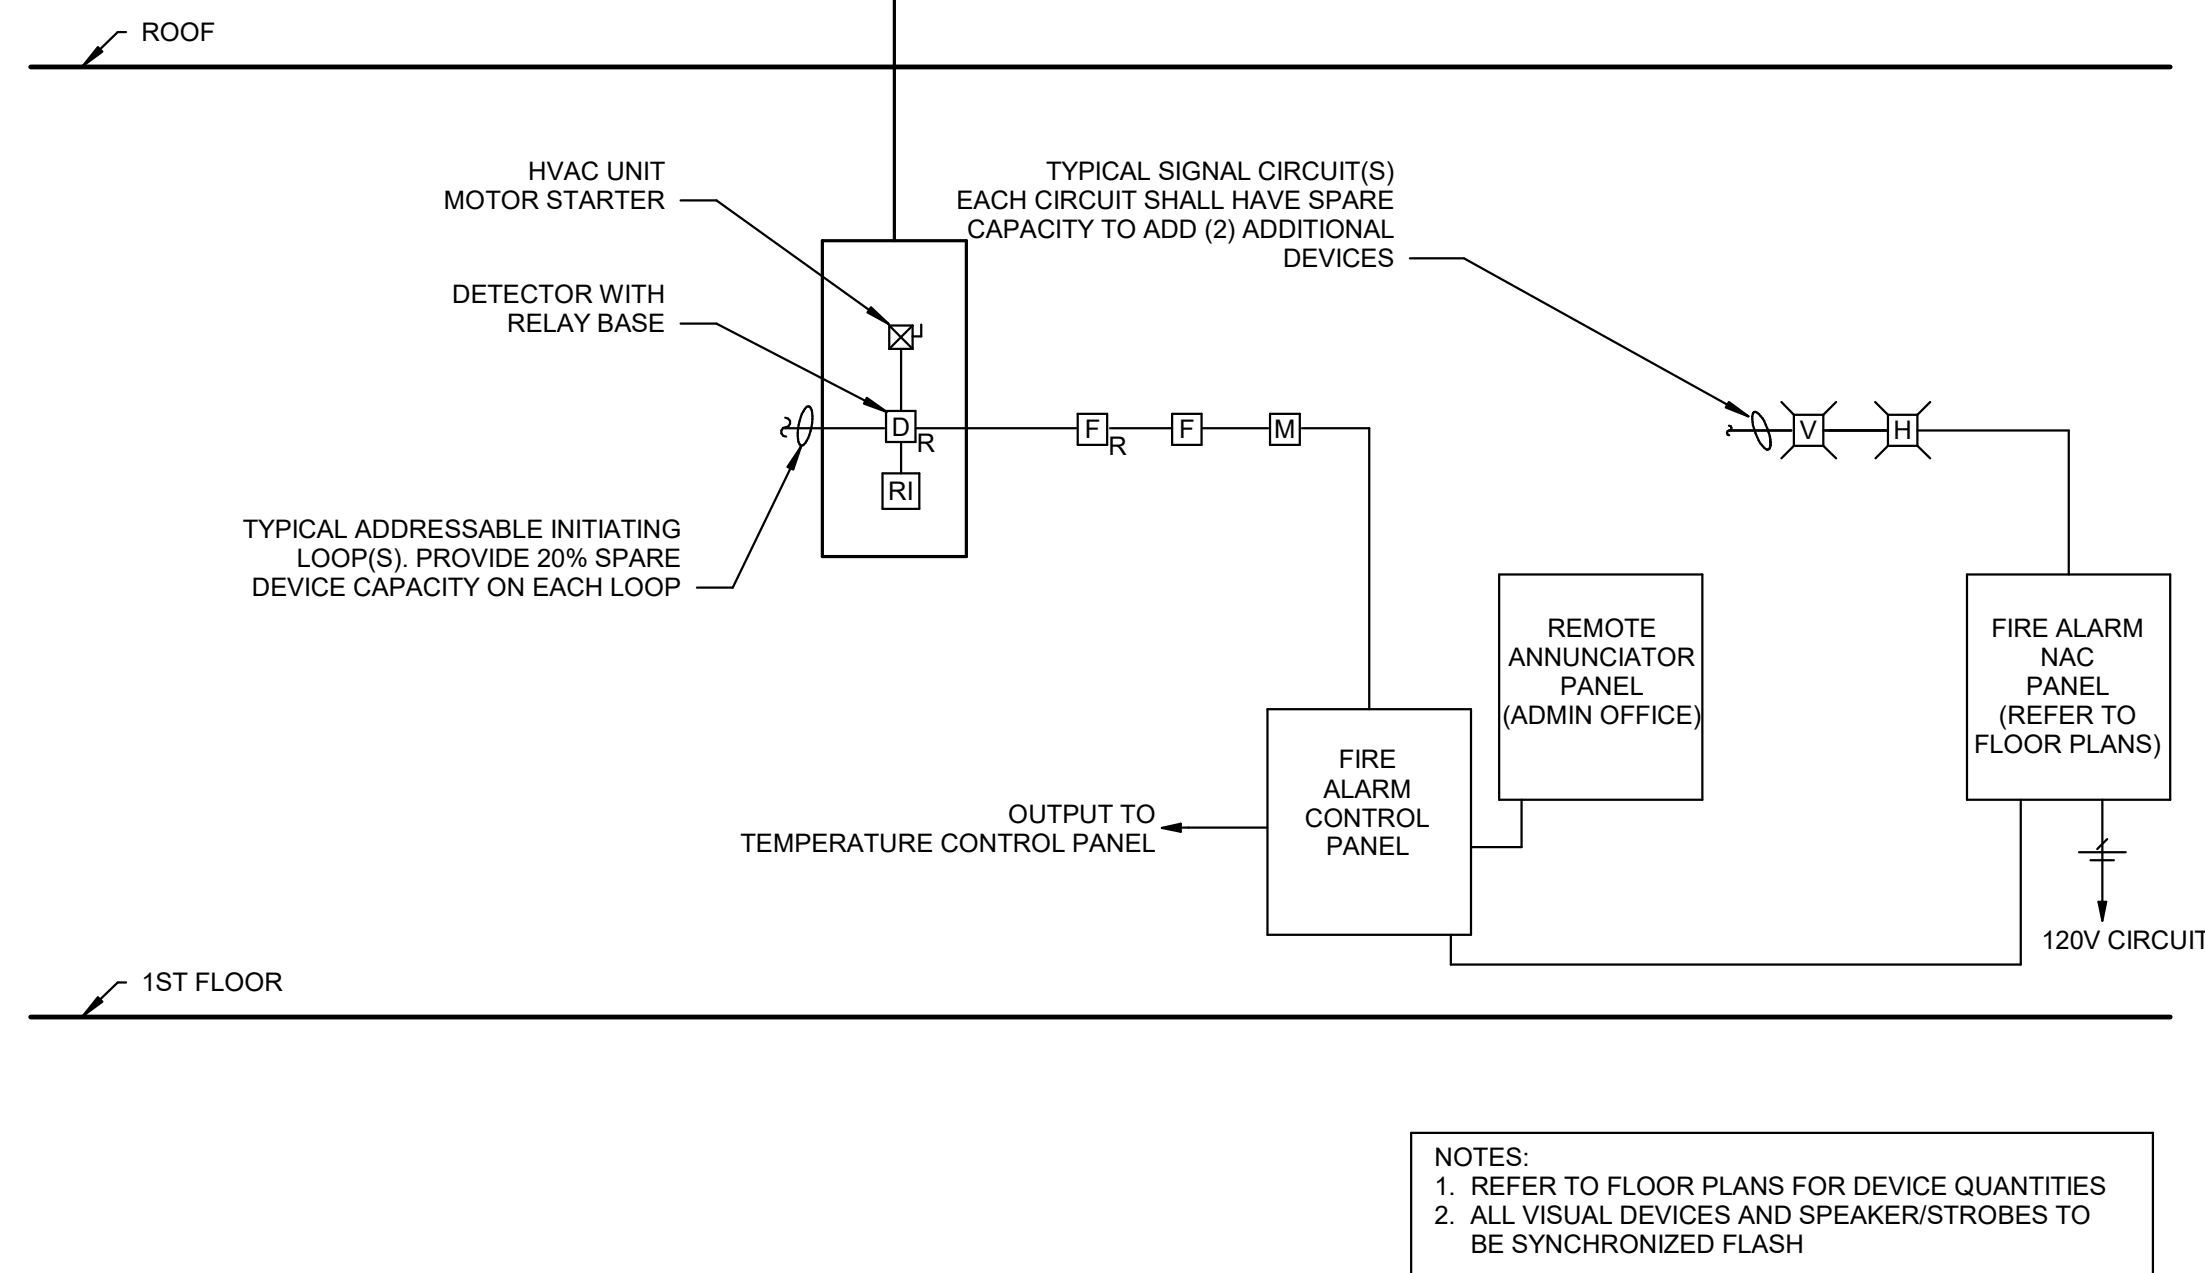 ROOF
HVAC UNIT
MOTOR STARTER
TYPICAL SIGNAL CIRCUIT(S)
EACH CIRCUIT SHALL HAVE SPARE
CAPACITY TO ADD (2) ADDITIONAL
DEVICES
DETECTOR WITH
RELAY BASE
D
R
F
R
F
M
V
H
RI
TYPICAL ADDRESSABLE INITIATING
LOOP(S). PROVIDE 20% SPARE
DEVICE CAPACITY ON EACH LOOP
REMOTE
ANNUNCIATOR
PANEL
(ADMIN OFFICE)
FIRE ALARM
NAC
PANEL
(REFER TO
FLOOR PLANS)
FIRE
ALARM
CONTROL
PANEL
OUTPUT TO
TEMPERATURE CONTROL PANEL
120V CIRCUIT
1ST FLOOR
NOTES:
1. REFER TO FLOOR PLANS FOR DEVICE QUANTITIES
2. ALL VISUAL DEVICES AND SPEAKER/STROBES TO
BE SYNCHRONIZED FLASH